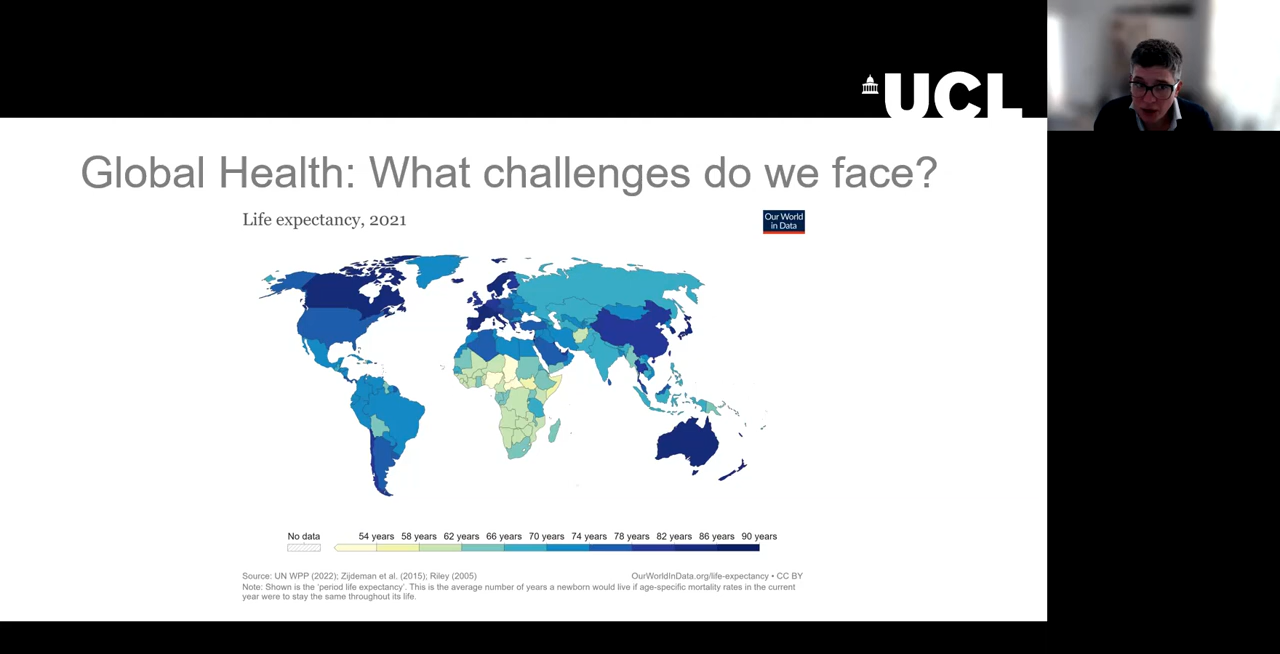 UCL
Global Health: What challenges do we face?
Life expectancy, 2021
Our World
in Data
No data
54 years 58 years 62 years 66 years 70 years 74 years 78 years 82 years 86 years 90 years
Source: UN WPP (2022); Zijdeman et al. (2015); Riley (2005)
OurWorldInData.org/life-expectancy • CC BY
Note: Shown is the 'period life expectancy'. This is the average number of years a newborn would live if age-specific mortality rates in the current
year were to stay the same throughout its life.